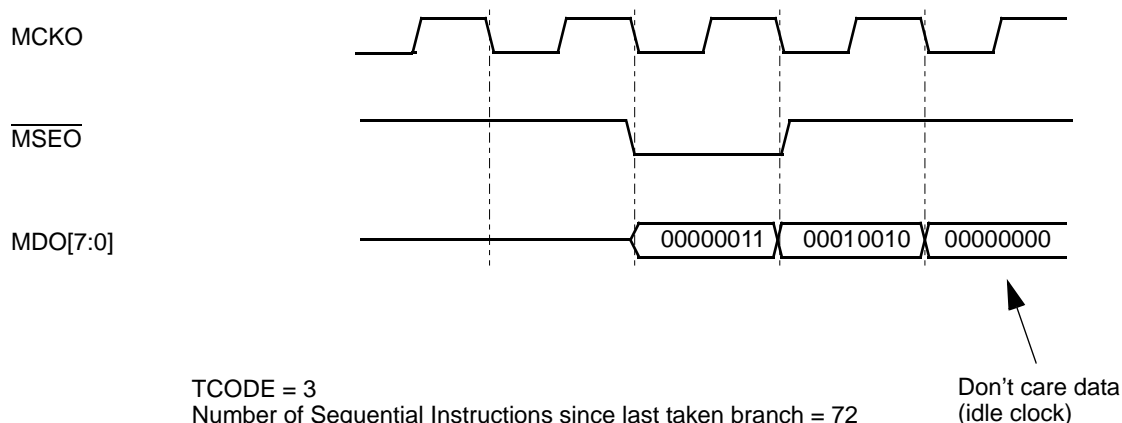 MCKO
MSEO
MDO[7:0]
00000011 00010010 00000000
TCODE = 3
Number of Sequential Instructions since last taken branch = 72
Don't care data
(idle clock)